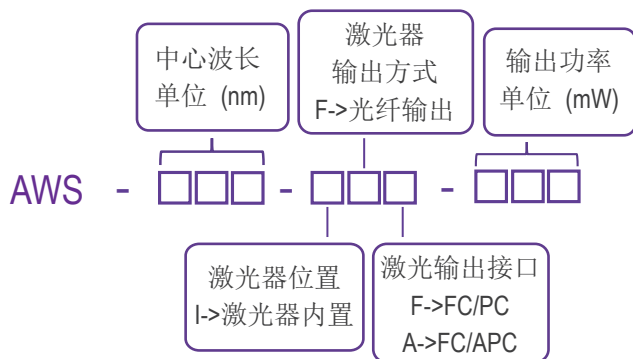 中心波长
单位 (nm)
激光器
输出方式
F->光纤输出
输出功率
单位 (mW)
AWS - □□□ - □□□ - □□□
激光器位置
I->激光器内置
激光输出接口
F->FC/PC
A->FC/APC